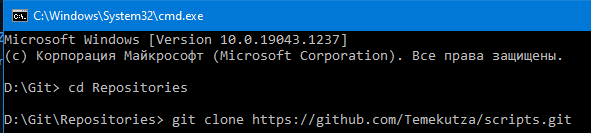 C:\Windows\System32\cmd.exe
Microsoft Windows [Version 10.0.19043.1237]
(c) Корпорация Майкрософт (Microsoft Corporation). Все права защищены.
D:\Git> cd Repositories
D:\Git\Repositories> git clone https://github.com/Temekutza/scripts.git